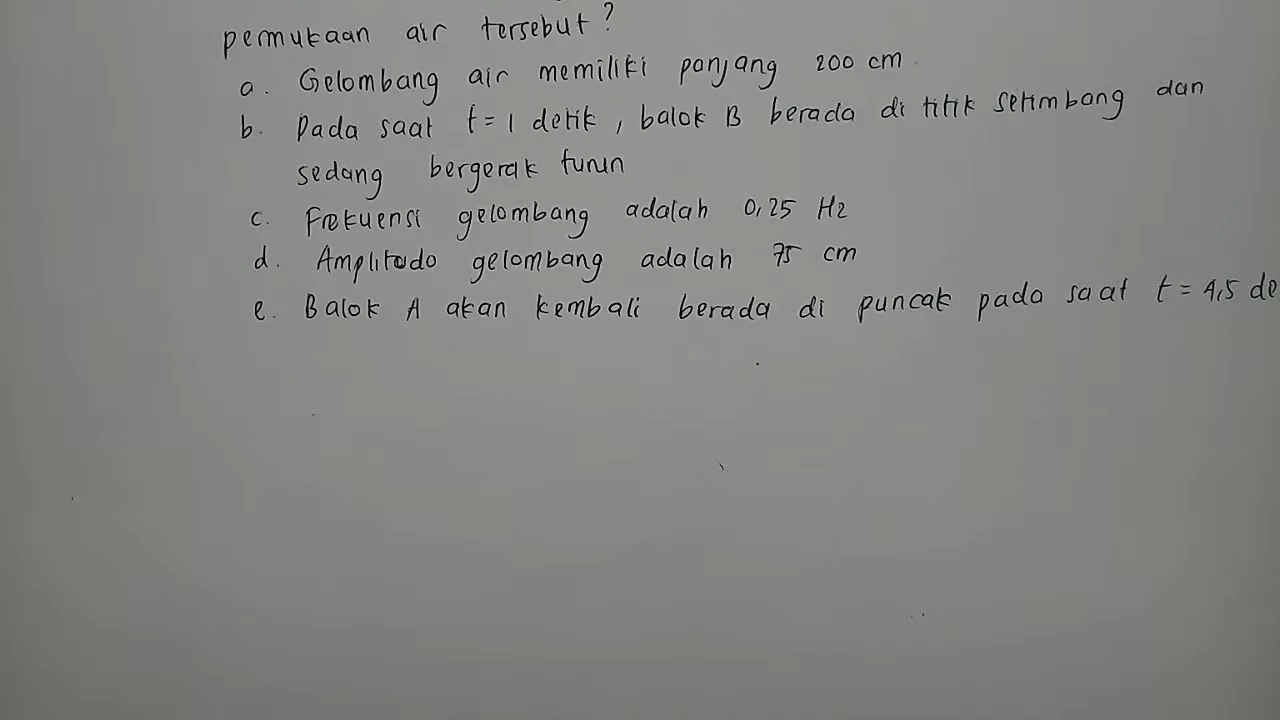 pemukaan air tersebut?
a. Gelombang air memiliki panjang 200 cm.
b. Pada saat t = 1 detik, balok B berada di titik setimbang dan
sedang bergerak turun
c. Frekuensi gelombang adalah 0,25 Hz
d. Amplitudo gelombang adalah 75 cm
e. Balok A akan kembali berada di puncak pada saat t = 4,5 de